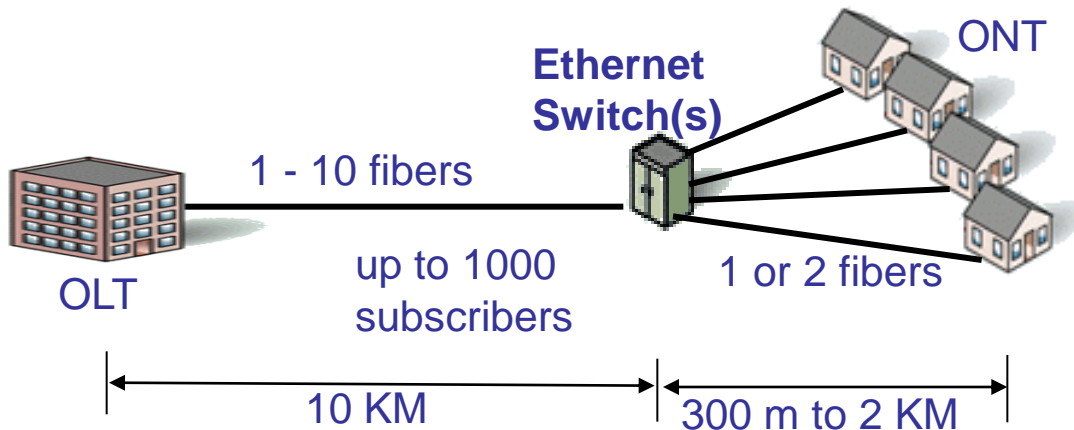 ONT
Ethernet
Switch(s)
1 - 10 fibers
OLT
up to 1000
subscribers
1 or 2 fibers
10 KM
300 m to 2 KM